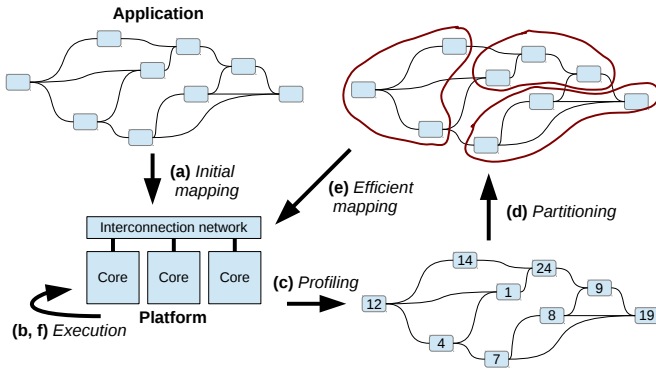 Application
(a) Initial
mapping
(e) Efficient
mapping
(d) Partitioning
Interconnection network
Core Core Core
(c) Profiling
Platform
(b, f) Execution
14
24
9
12
1
8
19
4
7